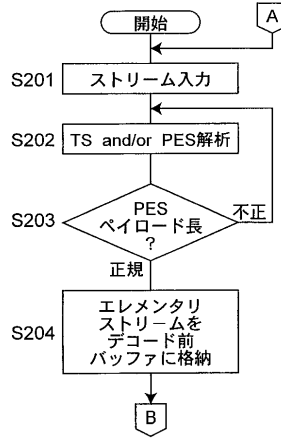 開始
A
S201
ストリーム入力
S202
TS and/or PES解析
S203
PES
ペイロード長
?
不正
正規
S204
エレメンタリ
ストリームを
デコード前
バッファに格納
B